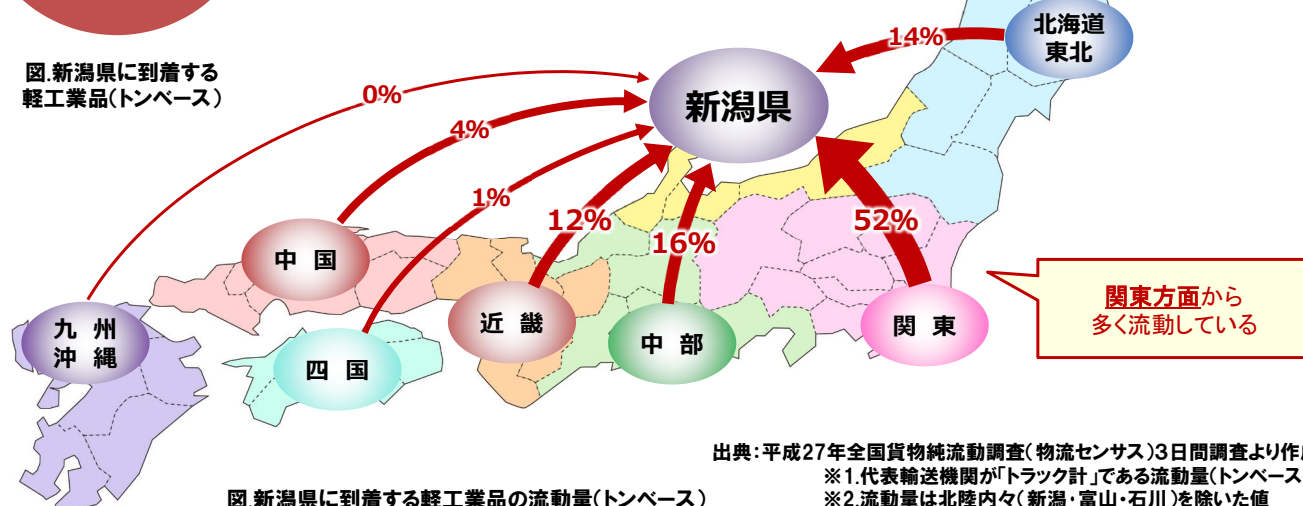 図.新潟県に到着する
軽工業品(トンベース)
北海道
東北
14%
新潟県
0%
4%
1%
12%
16%
52%
中 国
九 州
沖 縄
四 国
近 畿
中 部
関 東
関東方面から
多く流動している
出典:平成27年全国貨物純流動調査(物流センサス)3日間調査より作成
※1.代表輸送機関が「トラック計」である流動量(トンベース
※2.流動量は北陸内々(新潟・富山・石川)を除いた値
図.新潟県に到着する軽工業品の流動量(トンベース)